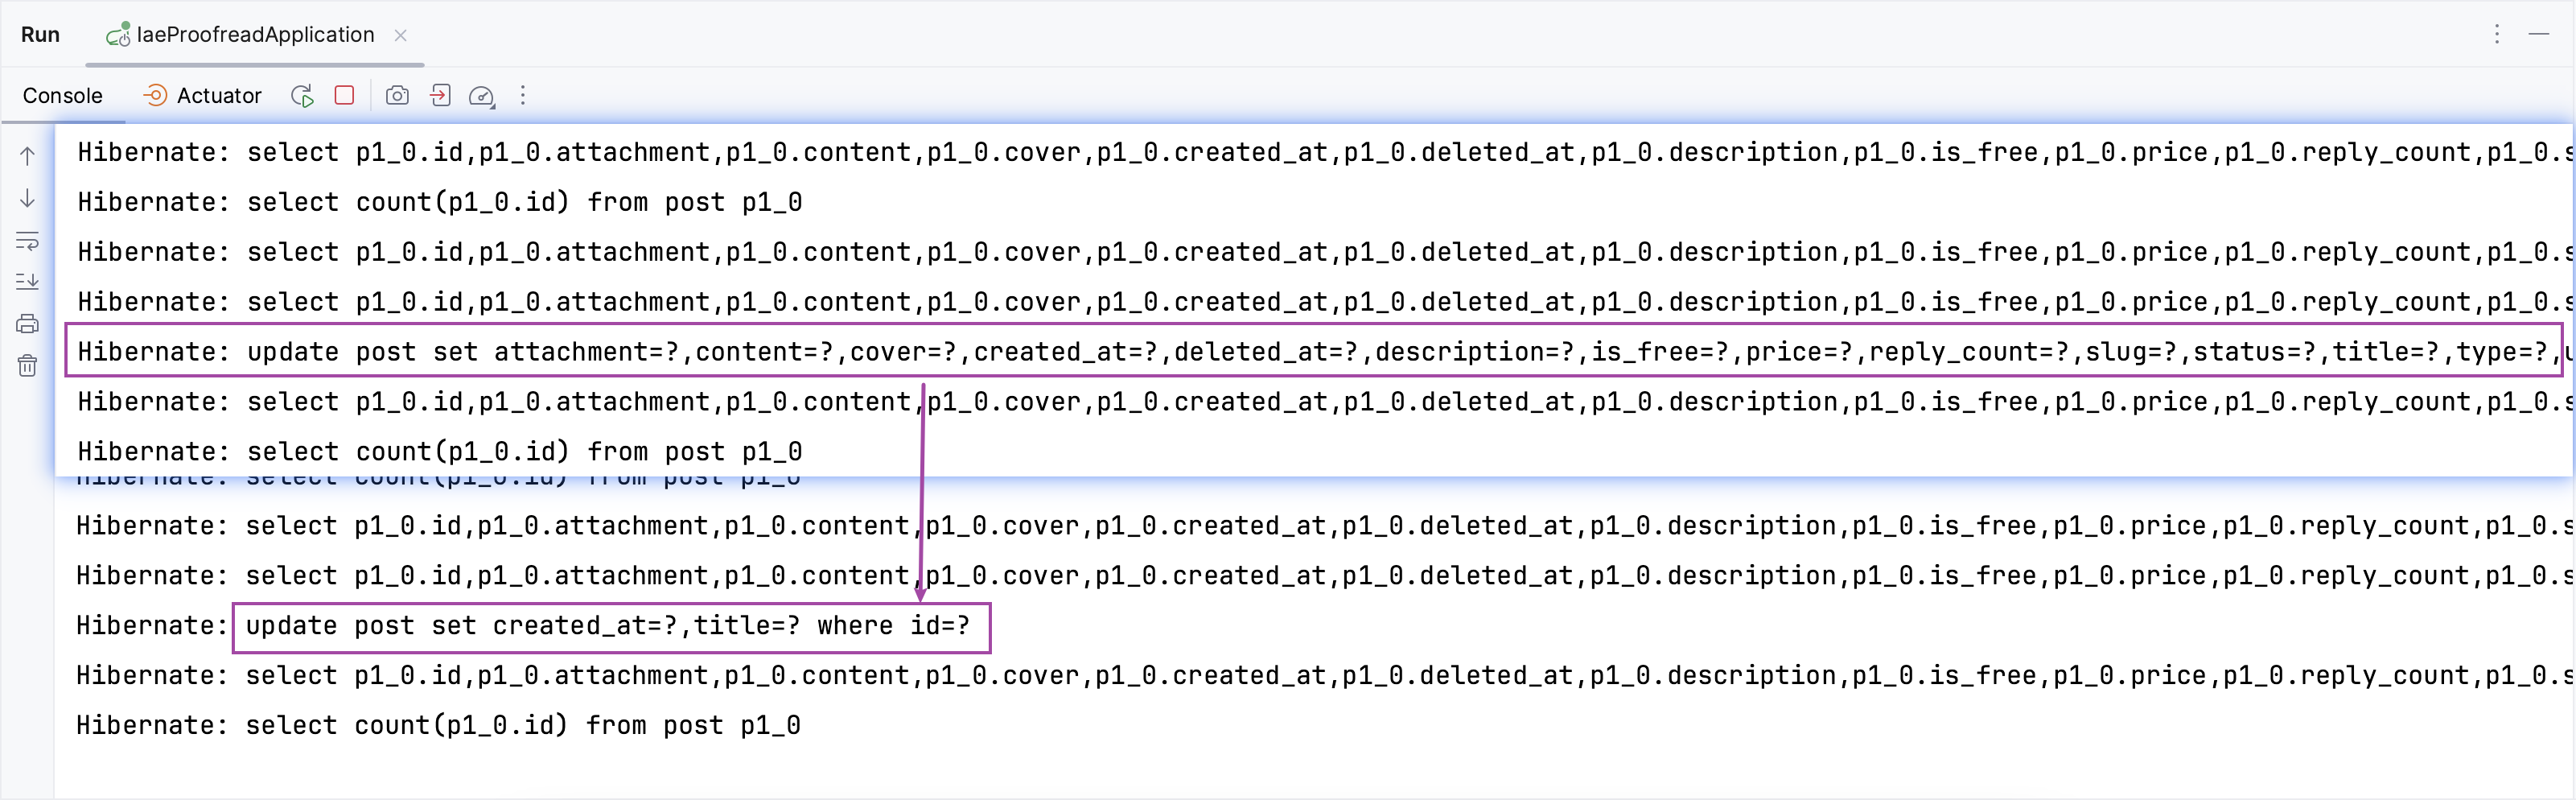 Run IaeProofreadApplication
Console Actuator
Hibernate: select p1_0.id,p1_0.attachment,p1_0.content,p1_0.cover,p1_0.created_at,p1_0.deleted_at,p1_0.description,p1_0.is_free,p1_0.price,p1_0.reply_count,p1_0.s
Hibernate: select count(p1_0.id) from post p1_0
Hibernate: select p1_0.id,p1_0.attachment,p1_0.content,p1_0.cover,p1_0.created_at,p1_0.deleted_at,p1_0.description,p1_0.is_free,p1_0.price,p1_0.reply_count,p1_0.s
Hibernate: select p1_0.id,p1_0.attachment,p1_0.content,p1_0.cover,p1_0.created_at,p1_0.deleted_at,p1_0.description,p1_0.is_free,p1_0.price,p1_0.reply_count,p1_0.s
Hibernate: update post set attachment=?,content=?,cover=?,created_at=?,deleted_at=?,description=?,is_free=?,price=?,reply_count=?,slug=?,status=?,title=?,type=?,u
Hibernate: select p1_0.id,p1_0.attachment,p1_0.content,p1_0.cover,p1_0.created_at,p1_0.deleted_at,p1_0.description,p1_0.is_free,p1_0.price,p1_0.reply_count,p1_0.s
Hibernate: select count(p1_0.id) from post p1_0
Hibernate: select count(p1_0.id) from post p1_0
Hibernate: select p1_0.id,p1_0.attachment,p1_0.content,p1_0.cover,p1_0.created_at,p1_0.deleted_at,p1_0.description,p1_0.is_free,p1_0.price,p1_0.reply_count,p1_0.s
Hibernate: select p1_0.id,p1_0.attachment,p1_0.content,p1_0.cover,p1_0.created_at,p1_0.deleted_at,p1_0.description,p1_0.is_free,p1_0.price,p1_0.reply_count,p1_0.s
Hibernate: update post set created_at=?,title=? where id=?
Hibernate: select p1_0.id,p1_0.attachment,p1_0.content,p1_0.cover,p1_0.created_at,p1_0.deleted_at,p1_0.description,p1_0.is_free,p1_0.price,p1_0.reply_count,p1_0.s
Hibernate: select count(p1_0.id) from post p1_0